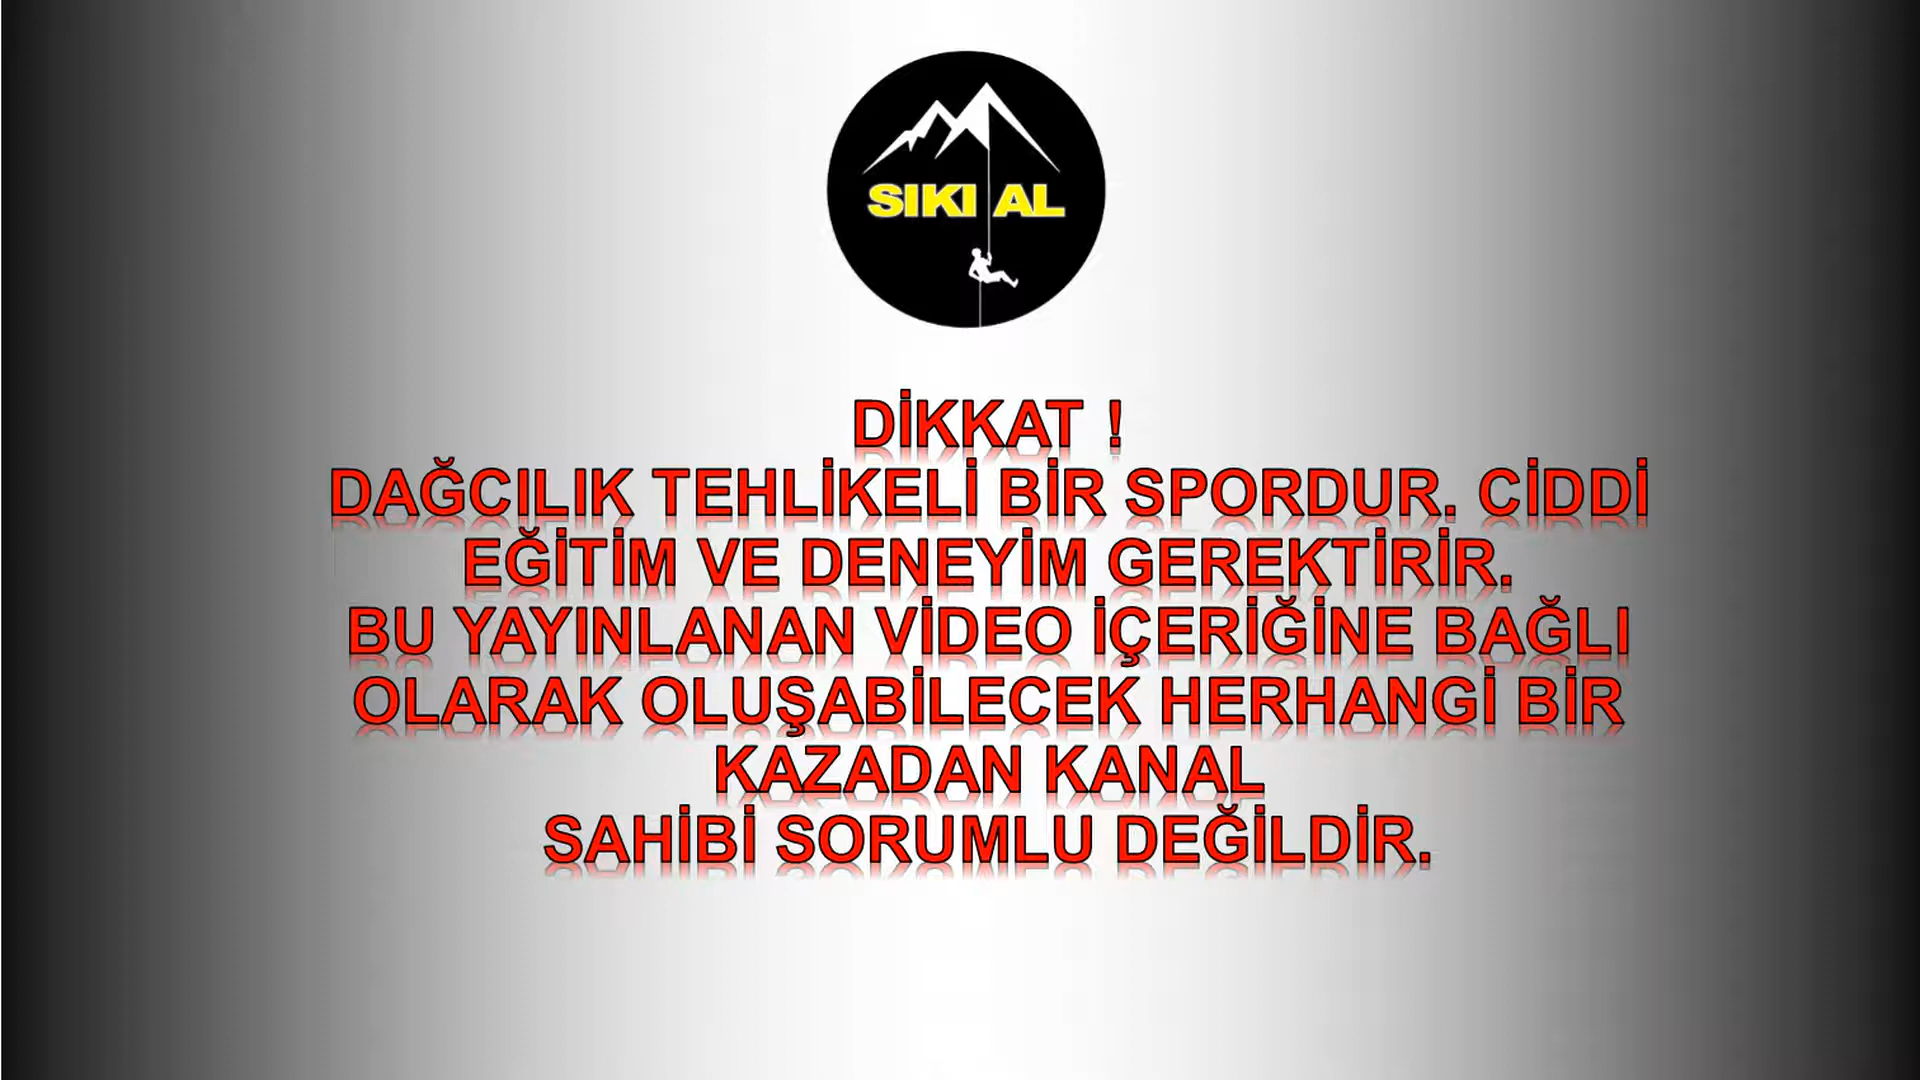 SIKI AL
DİKKAT !
DAĞCILIK TEHLİKELİ BİR SPORDUR. CİDDİ
EĞİTİM VE DENEYİM GEREKTİRİR.
BU YAYINLANAN VİDEO İÇERİĞİNE BAĞLI
OLARAK OLUŞABİLECEK HERHANGİ BİR
KAZADAN KANAL
SAHİBİ SORUMLU DEĞİLDİR.